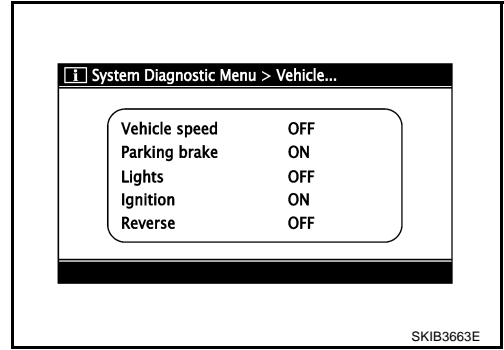 i System Diagnostic Menu > Vehicle...
Vehicle speed OFF
Parking brake ON
Lights OFF
Ignition ON
Reverse OFF
SKIB3663E